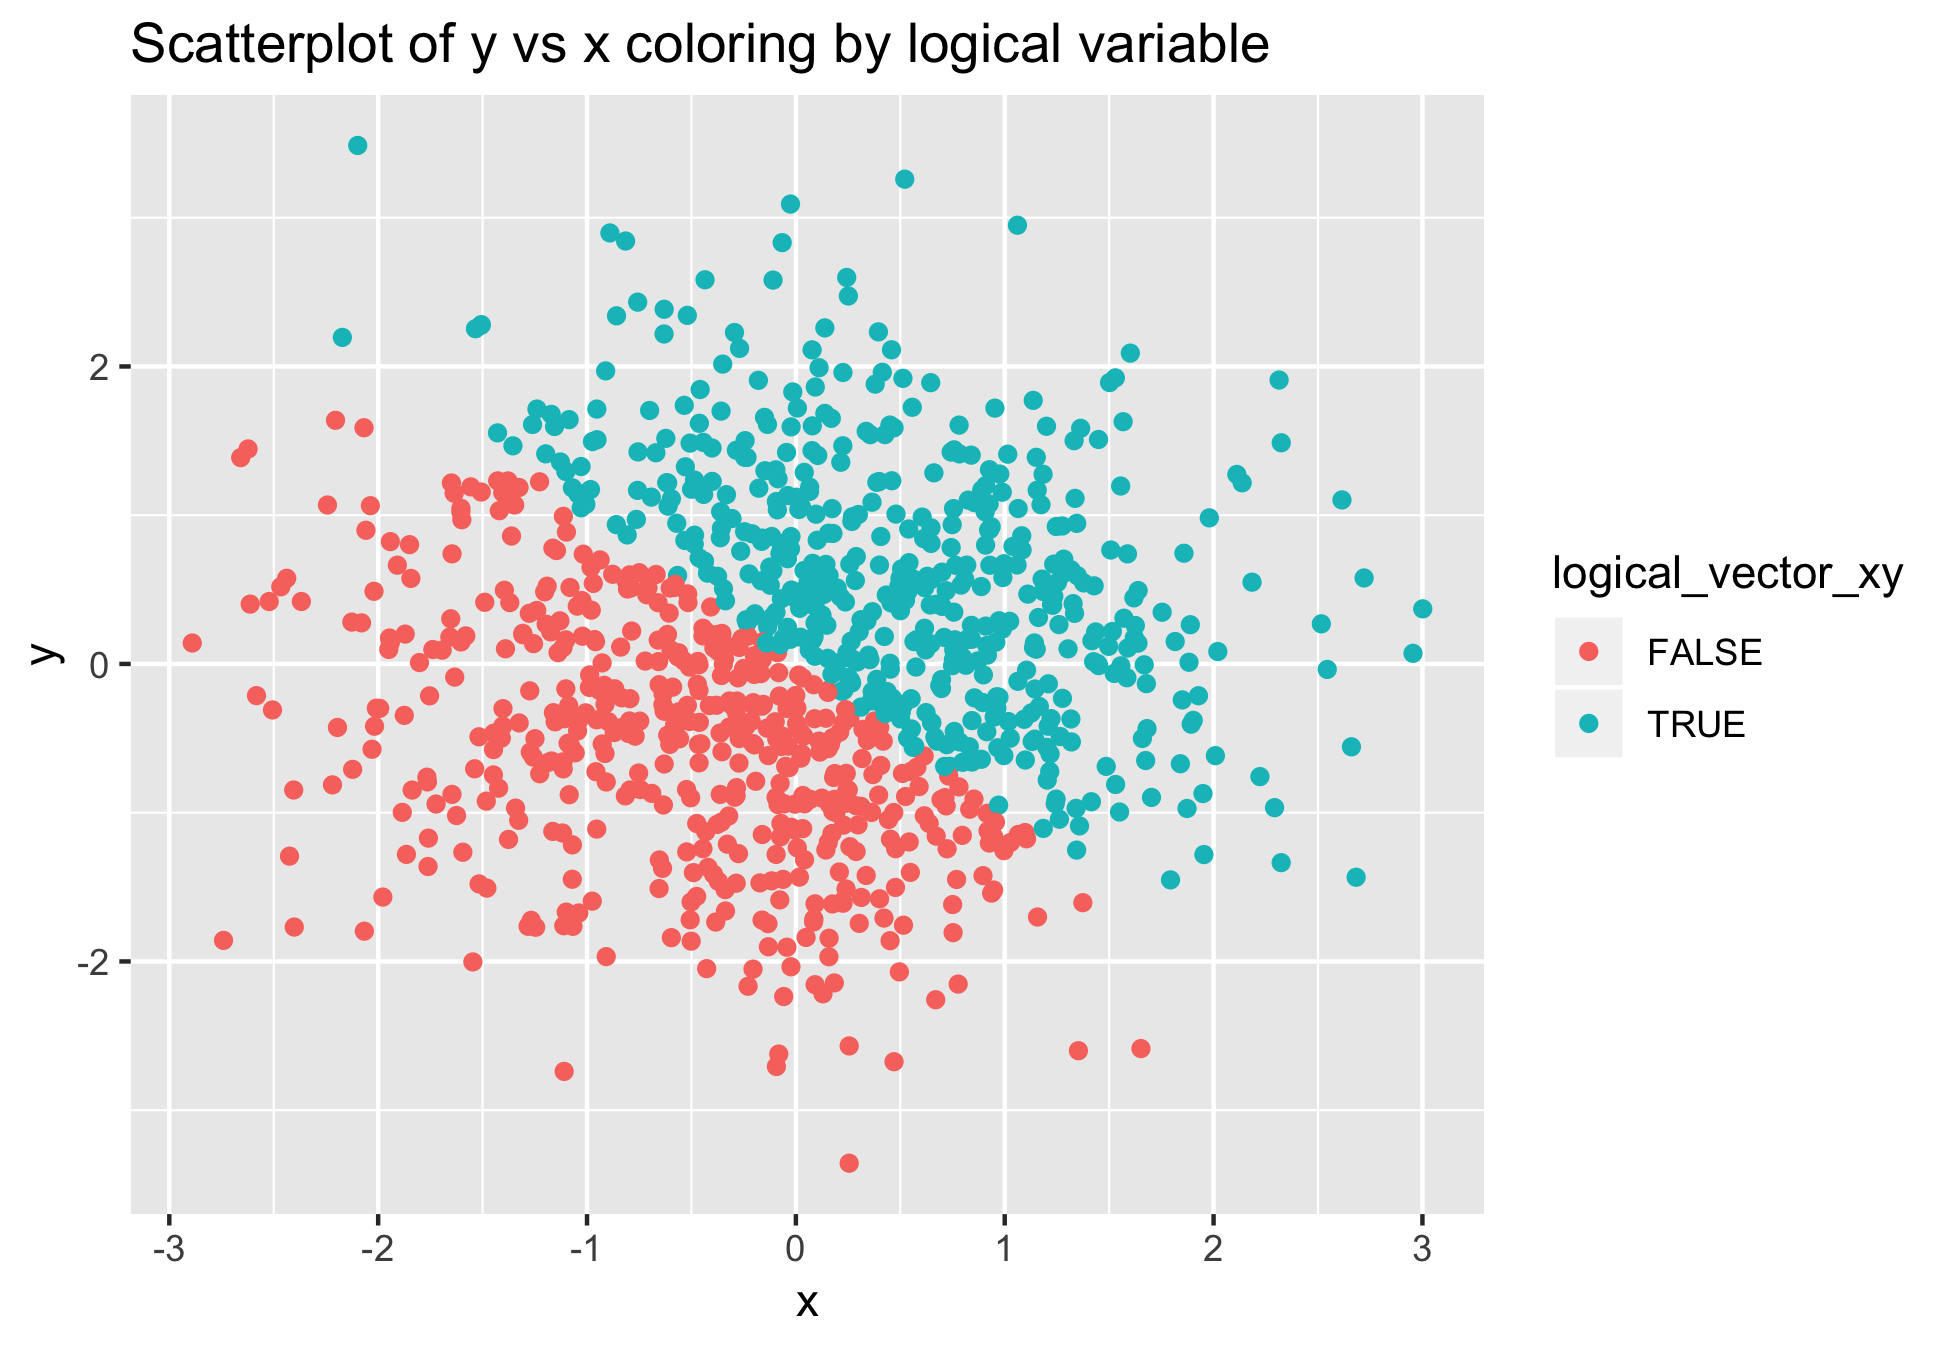 Scatterplot of y vs x coloring by logical variable
2
0
-2
y
-3 -2 -1 0 1 2 3
x
logical_vector_xy
FALSE
TRUE